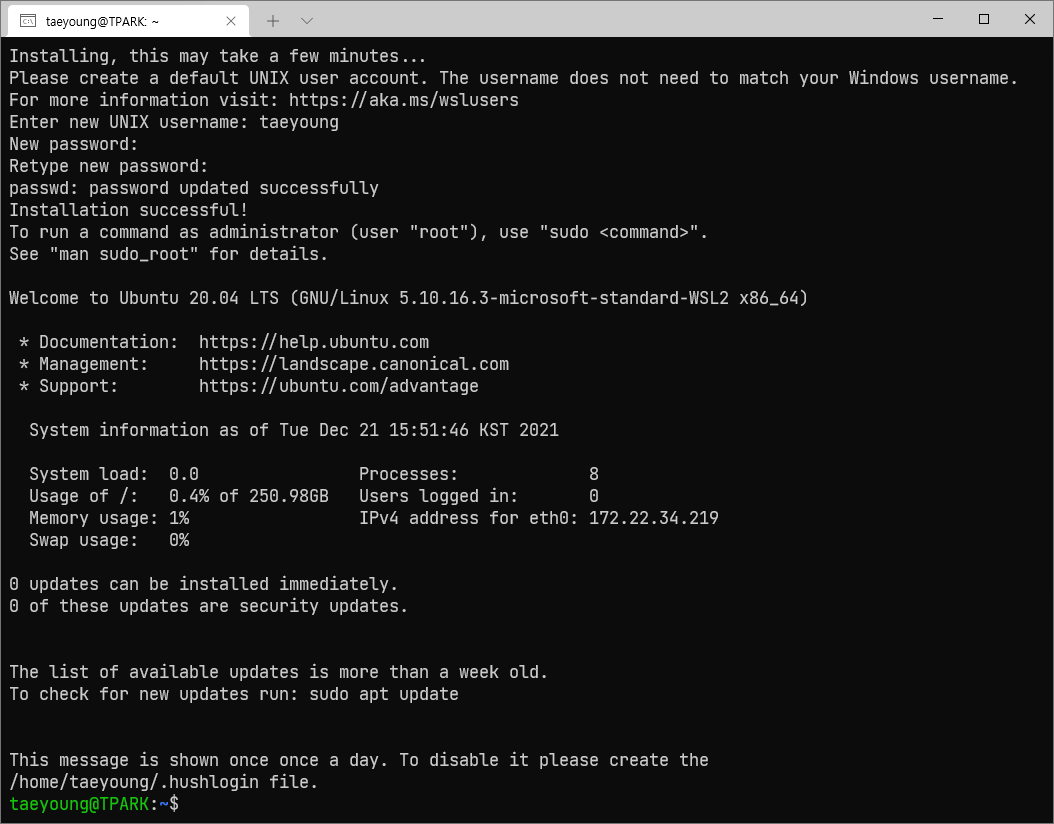 taeyoung@TPARK: ~
Installing, this may take a few minutes...
Please create a default UNIX user account. The username does not need to match your Windows username.
For more information visit: https://aka.ms/wslusers
Enter new UNIX username: taeyoung
New password:
Retype new password:
passwd: password updated successfully
Installation successful!
To run a command as administrator (user "root"), use "sudo <command>".
See "man sudo_root" for details.

Welcome to Ubuntu 20.04 LTS (GNU/Linux 5.10.16.3-microsoft-standard-WSL2 x86_64)

 * Documentation:  https://help.ubuntu.com
 * Management:     https://landscape.canonical.com
 * Support:        https://ubuntu.com/advantage

  System information as of Tue Dec 21 15:51:46 KST 2021

  System load:  0.0                Processes:             8
  Usage of /:   0.4% of 250.98GB   Users logged in:       0
  Memory usage: 1%                 IPv4 address for eth0: 172.22.34.219
  Swap usage:   0%

0 updates can be installed immediately.
0 of these updates are security updates.

The list of available updates is more than a week old.
To check for new updates run: sudo apt update

This message is shown once once a day. To disable it please create the
/home/taeyoung/.hushlogin file.
taeyoung@TPARK:~$